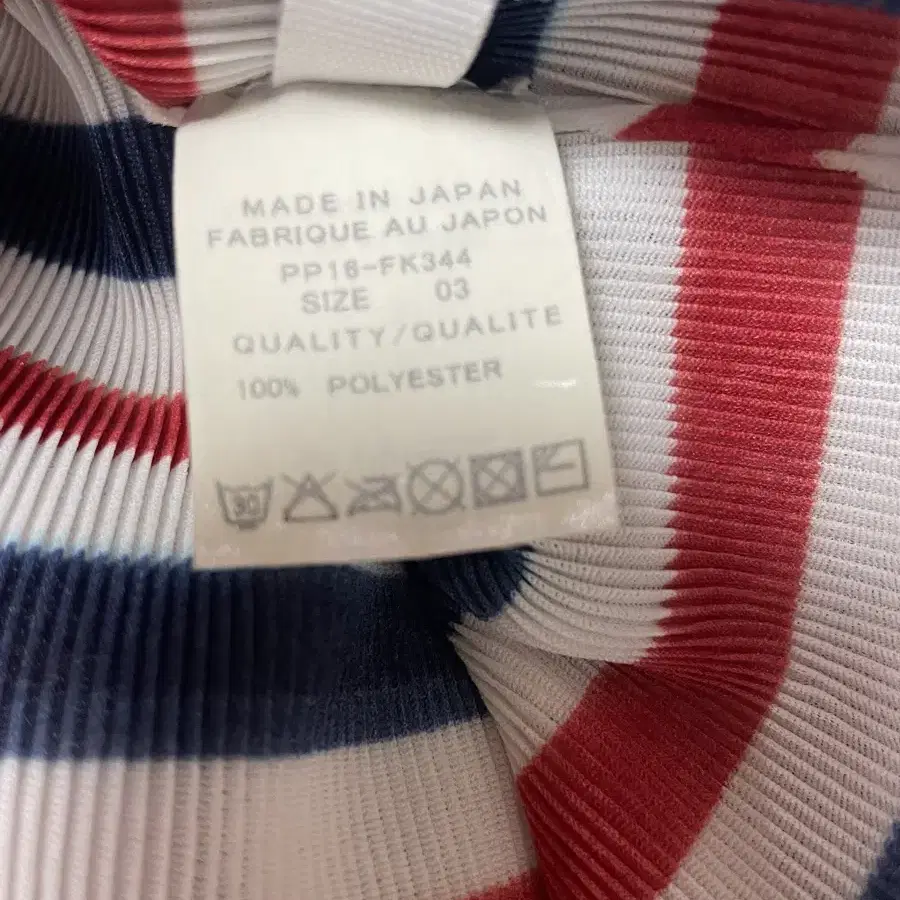 MADE IN JAPAN
FABRIQUE AU JAPON
PP16-FK344
SIZE 03
QUALITY/QUALITE
100% POLYESTER
30